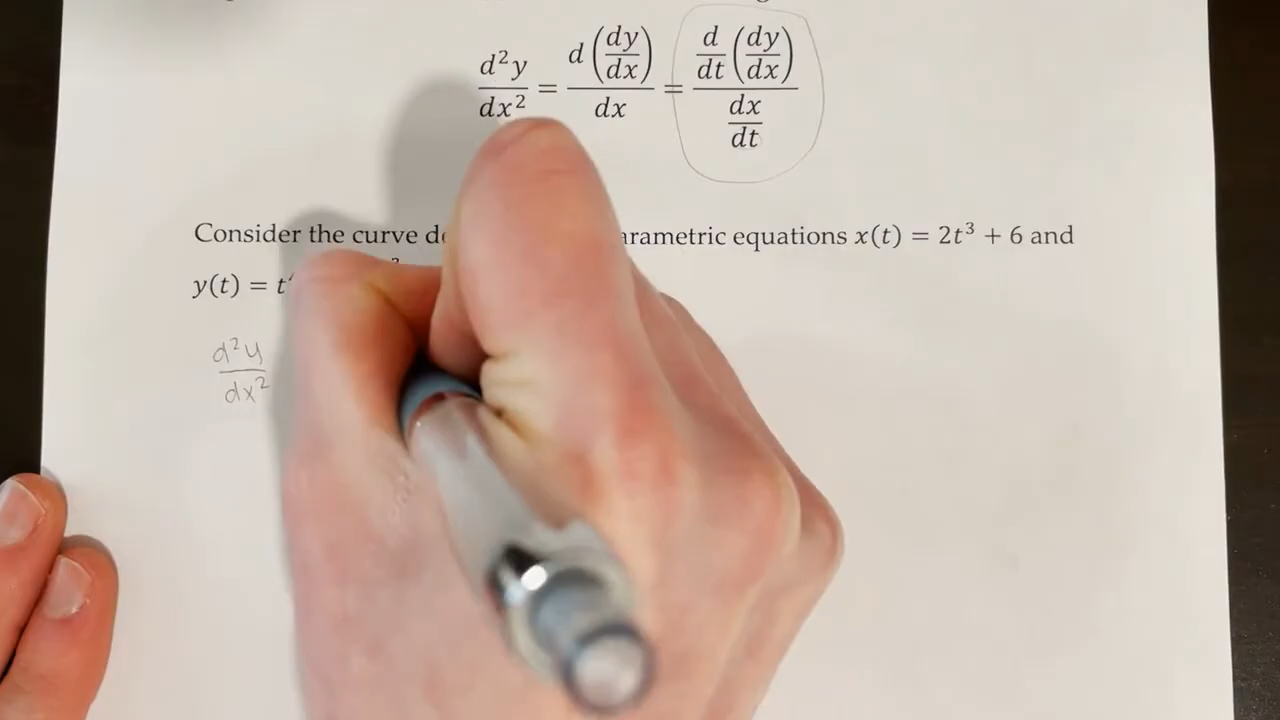 d²y/dx² = d(dy/dx)/dx = d/dt(dy/dx)/(dx/dt)
Consider the curve parametric equations x(t) = 2t³ + 6 and
y(t) = t
d²y/dx²